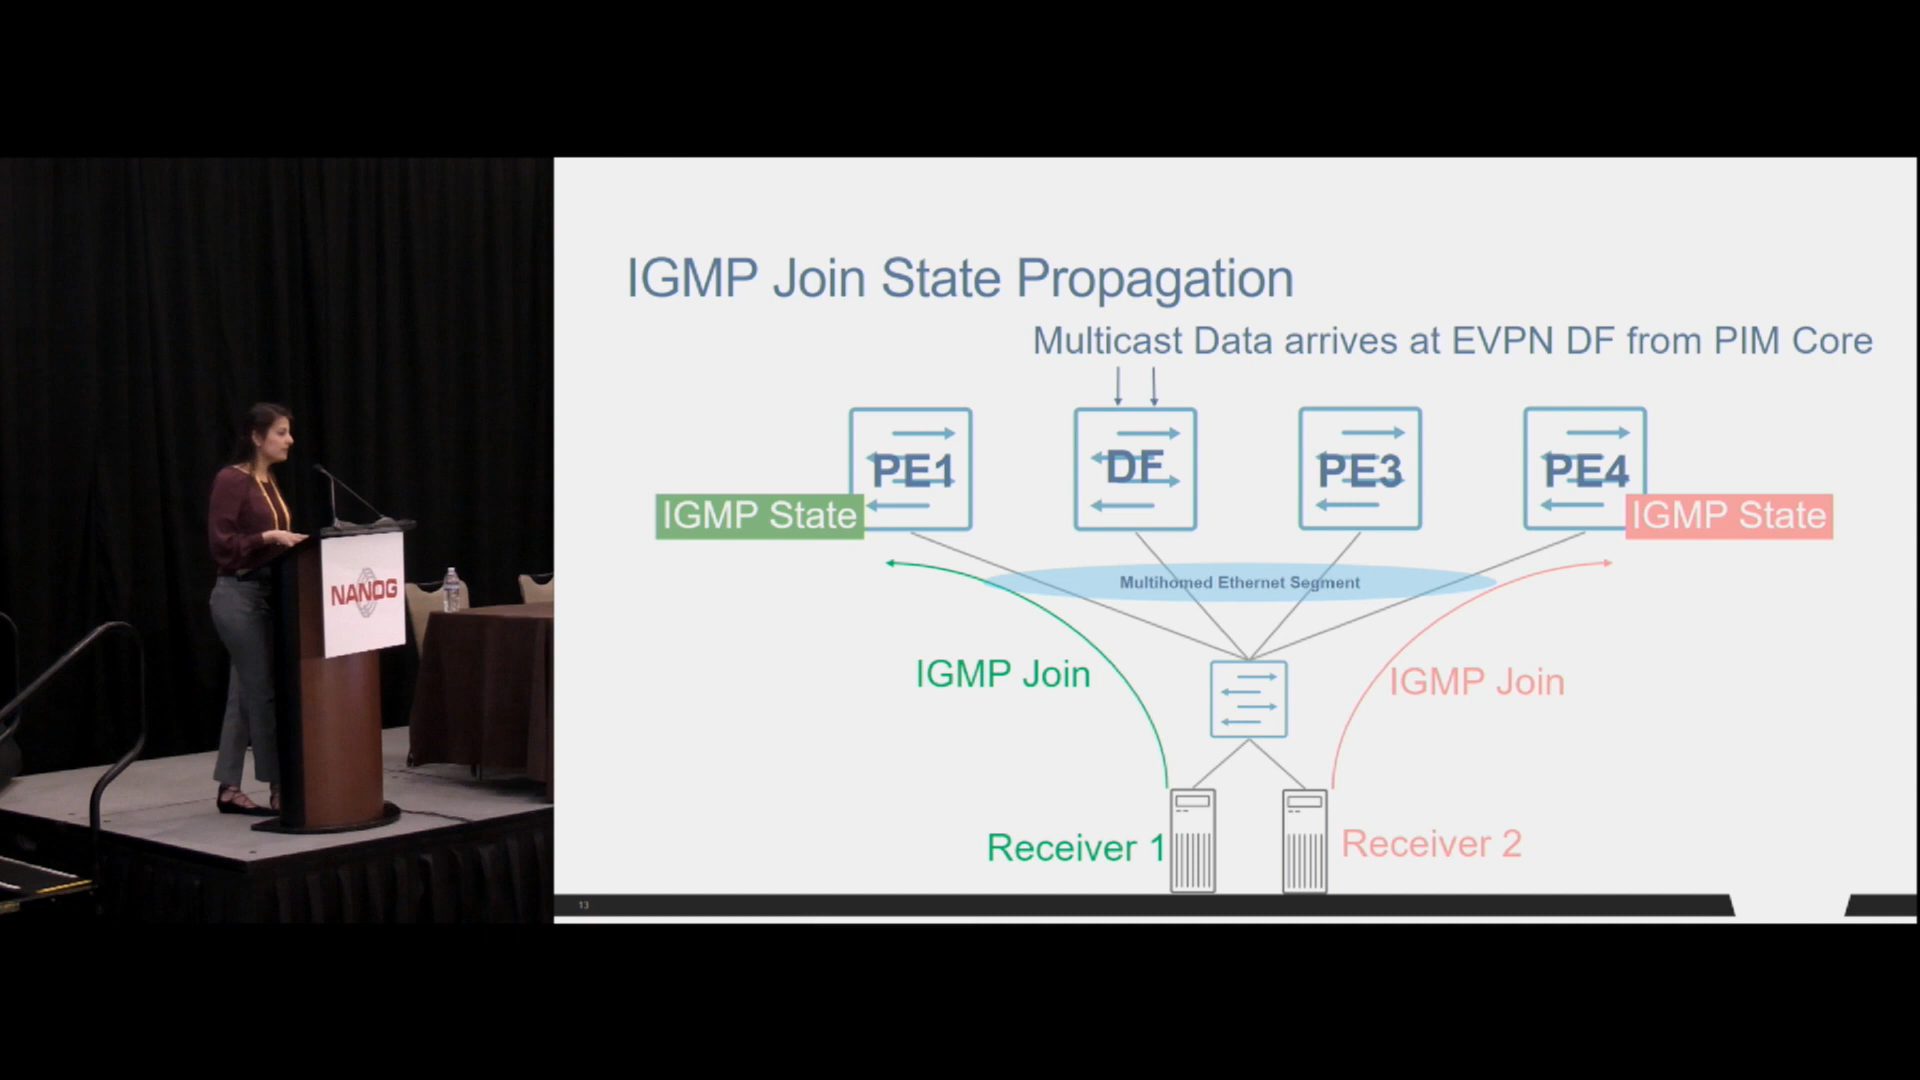 NANOG
IGMP Join State Propagation
Multicast Data arrives at EVPN DF from PIM Core
PE1
DF
PE3
PE4
IGMP State
IGMP State
Multihomed Ethernet Segment
IGMP Join
IGMP Join
Receiver 1
Receiver 2
13